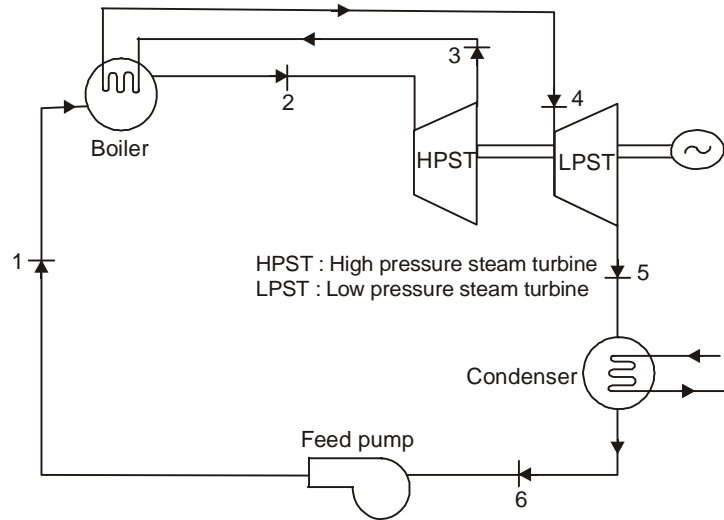 3
2
4
Boiler
HPST
LPST
1
HPST : High pressure steam turbine
LPST : Low pressure steam turbine
5
Condenser
Feed pump
6